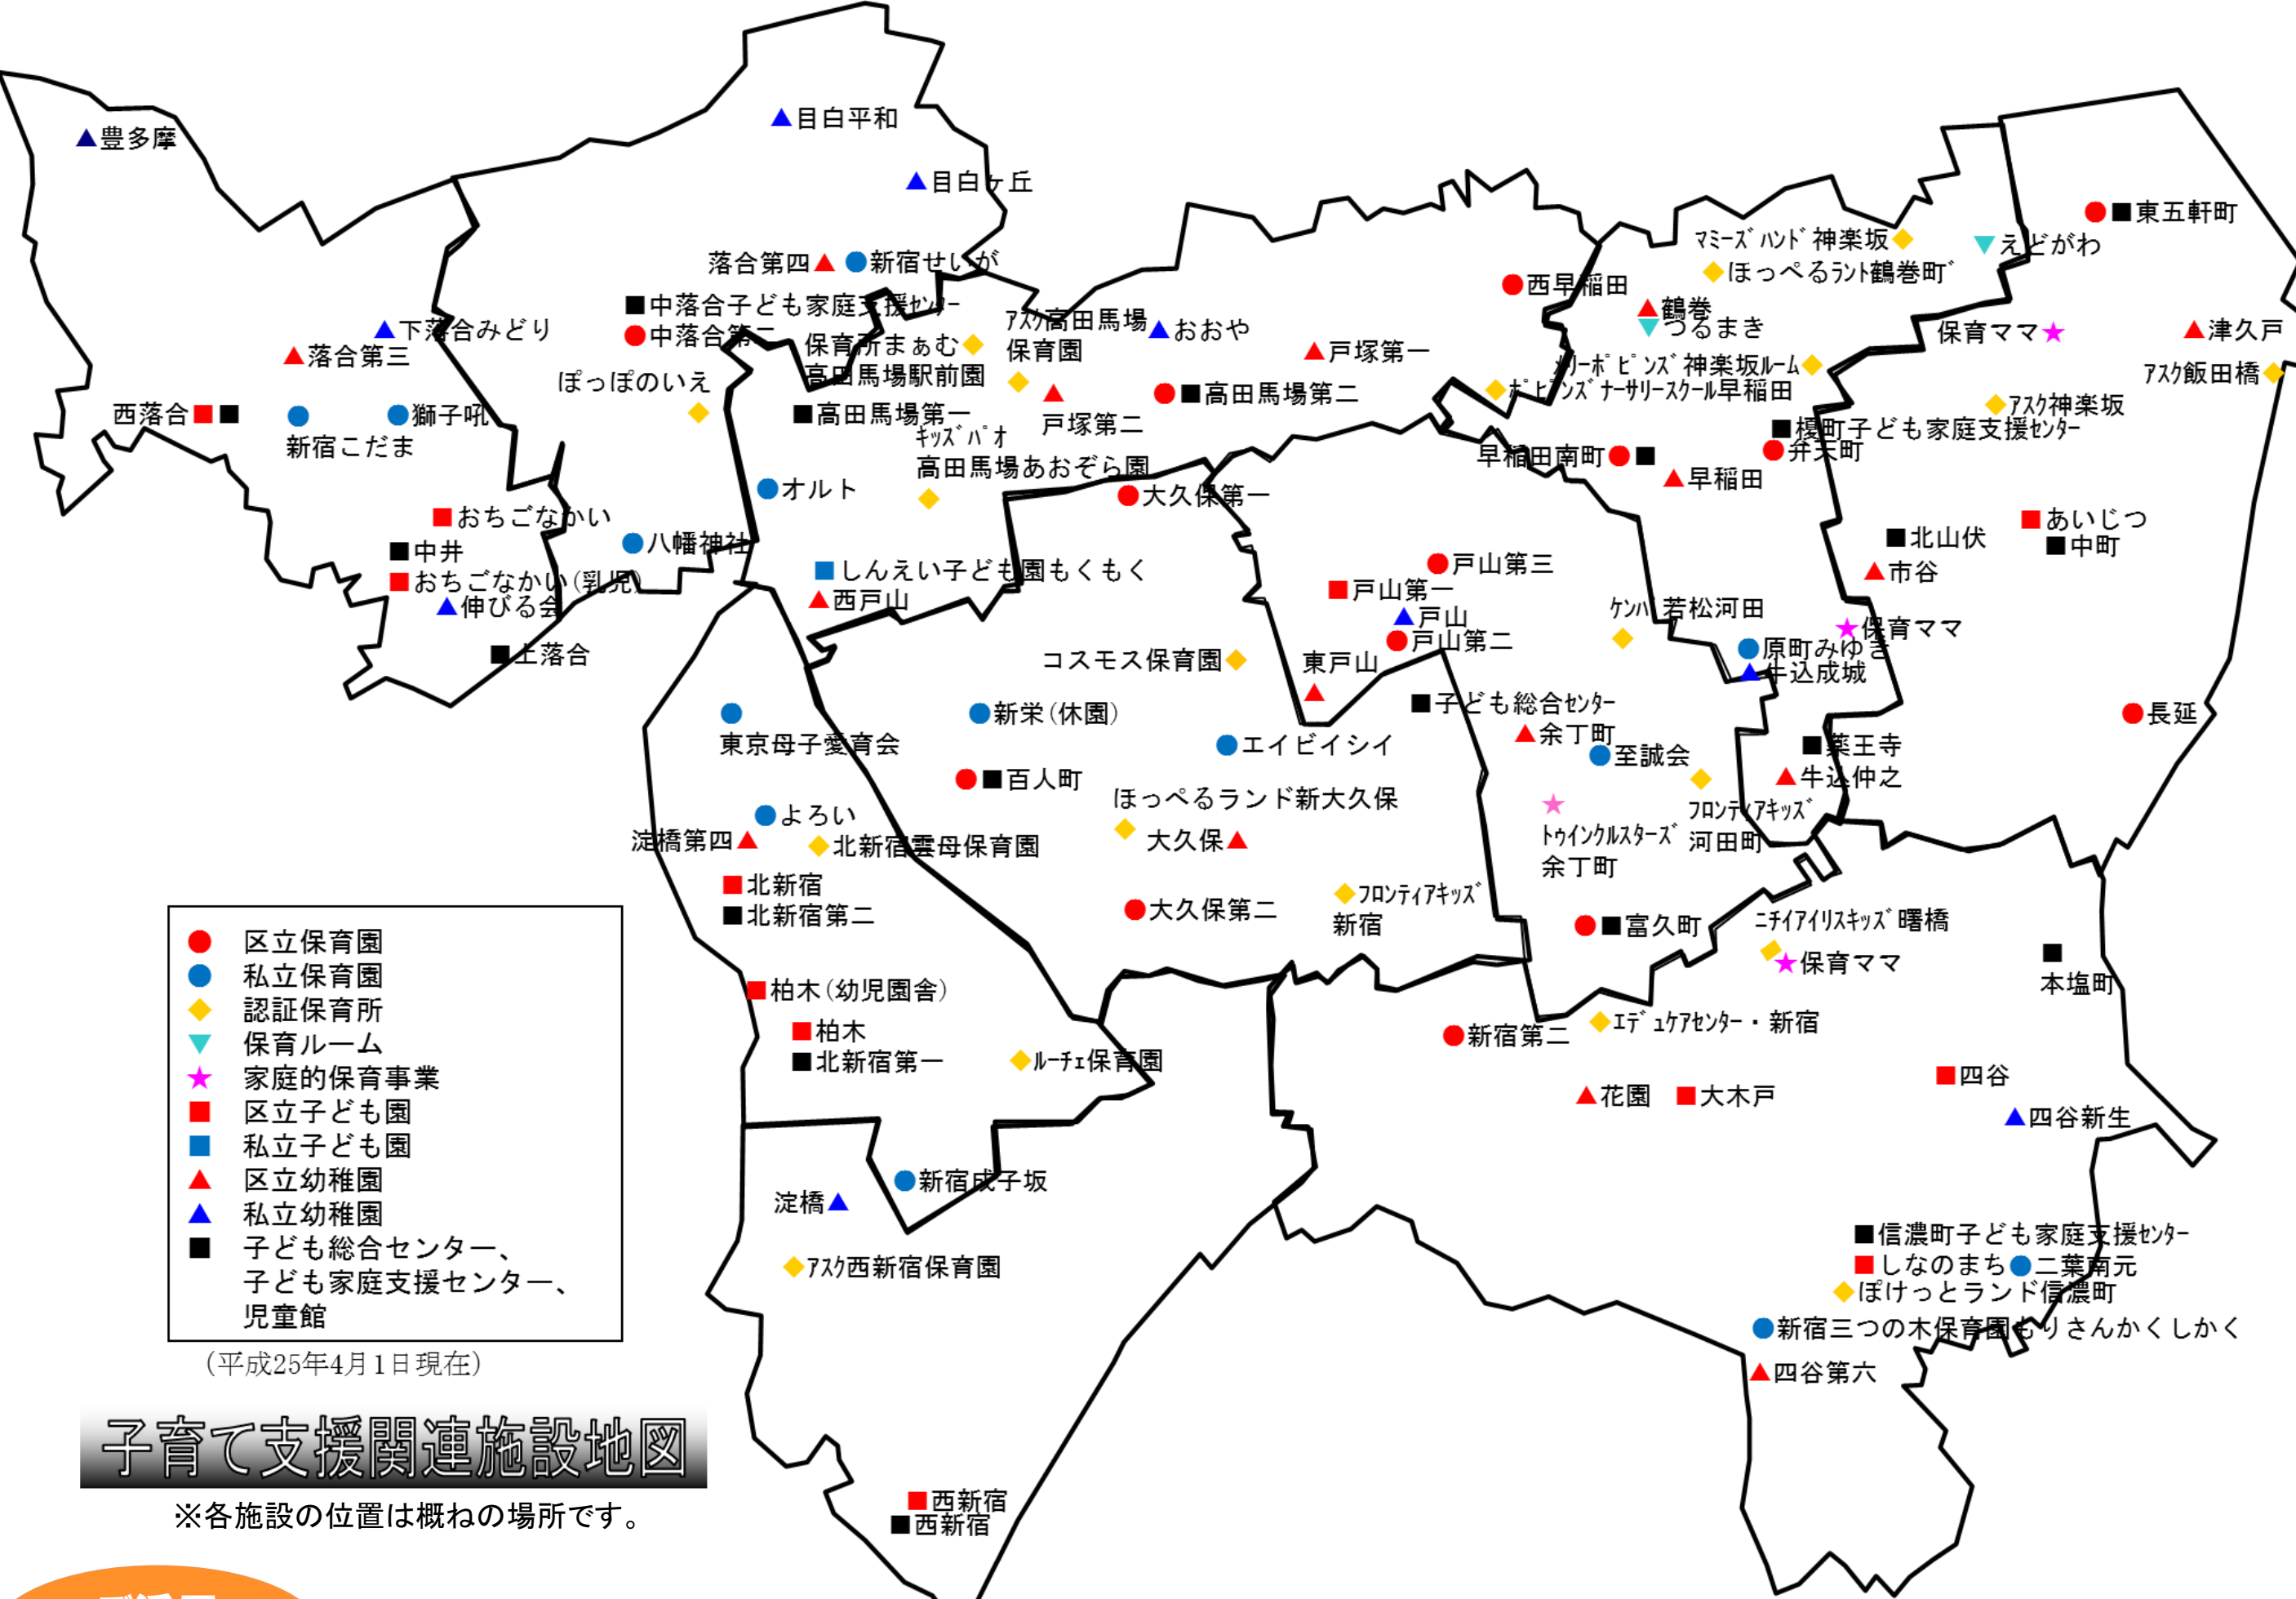 豊多摩
目白平和
目白ヶ丘
落合第四
新宿せいが
中落合子ども家庭支援ｾﾝﾀｰ
中落合第二
下落合みどり
落合第三
西落合
新宿こだま
獅子吼
ぽっぽのいえ
保育所まぁむ
高田馬場駅前園
ｱｽｸ高田馬場
保育園
おおや
戸塚第一
戸塚第二
高田馬場第二
高田馬場第一
ｷｯｽﾞﾊﾟｵ
高田馬場あおぞら園
オルト
八幡神社
おちごなかい
中井
おちごなかい(乳児)
伸びる会
上落合
しんえい子ども園もくもく
西戸山
大久保第一
西早稲田
ﾏﾐｰｽﾞﾊﾝﾄﾞ神楽坂
ほっぺるﾗﾝﾄ鶴巻町ﾞ
えどがわ
東五軒町
鶴巻
つるまき
保育ママ
津久戸
ﾒﾘｰﾎﾟﾋﾟﾝｽﾞ神楽坂ルーム
ﾎﾟﾋﾟﾝｽﾞﾅｰｻﾘｰスクール早稲田
ｱｽｸ飯田橋
ｱｽｸ神楽坂
榎町子ども家庭支援ｾﾝﾀｰ
弁天町
早稲田南町
早稲田
北山伏
あいじつ
中町
市谷
保育ママ
戸山第三
戸山第一
戸山
戸山第二
東戸山
コスモス保育園
若松河田
原町みゆき
牛込成城
子ども総合ｾﾝﾀｰ
余丁町
至誠会
薬王寺
牛込仲之
長延
ﾄｩｲﾝｸﾙｽﾀｰｽﾞ
余丁町
ﾌﾛﾝﾃｨｱｷｯｽﾞ
河田町
東京母子愛育会
新栄(休園)
エイビイシイ
百人町
ほっぺるランド新大久保
大久保
よろい
淀橋第四
北新宿雲母保育園
北新宿
北新宿第二
大久保第二
ﾌﾛﾝﾃｨｱｷｯｽﾞ
新宿
富久町
ﾆﾁｲｱｲﾘｽｷｯｽﾞ曙橋
保育ママ
本塩町
柏木(幼児園舎)
柏木
北新宿第一
ﾙｰﾁｪ保育園
新宿第二
ｴﾃﾞｭｹｱｾﾝﾀｰ・新宿
花園
大木戸
四谷
四谷新生
新宿成子坂
淀橋
ｱｽｸ西新宿保育園
信濃町子ども家庭支援ｾﾝﾀｰ
しなのまち
二葉南元
ぽけっとランド信濃町
新宿三つの木保育園もりさんかくしかく
四谷第六
西新宿
西新宿
区立保育園
私立保育園
認証保育所
保育ルーム
家庭的保育事業
区立子ども園
私立子ども園
区立幼稚園
私立幼稚園
子ども総合センター、
子ども家庭支援センター、
児童館
(平成25年4月1日現在)
子育て支援関連施設地図
※各施設の位置は概ねの場所です。